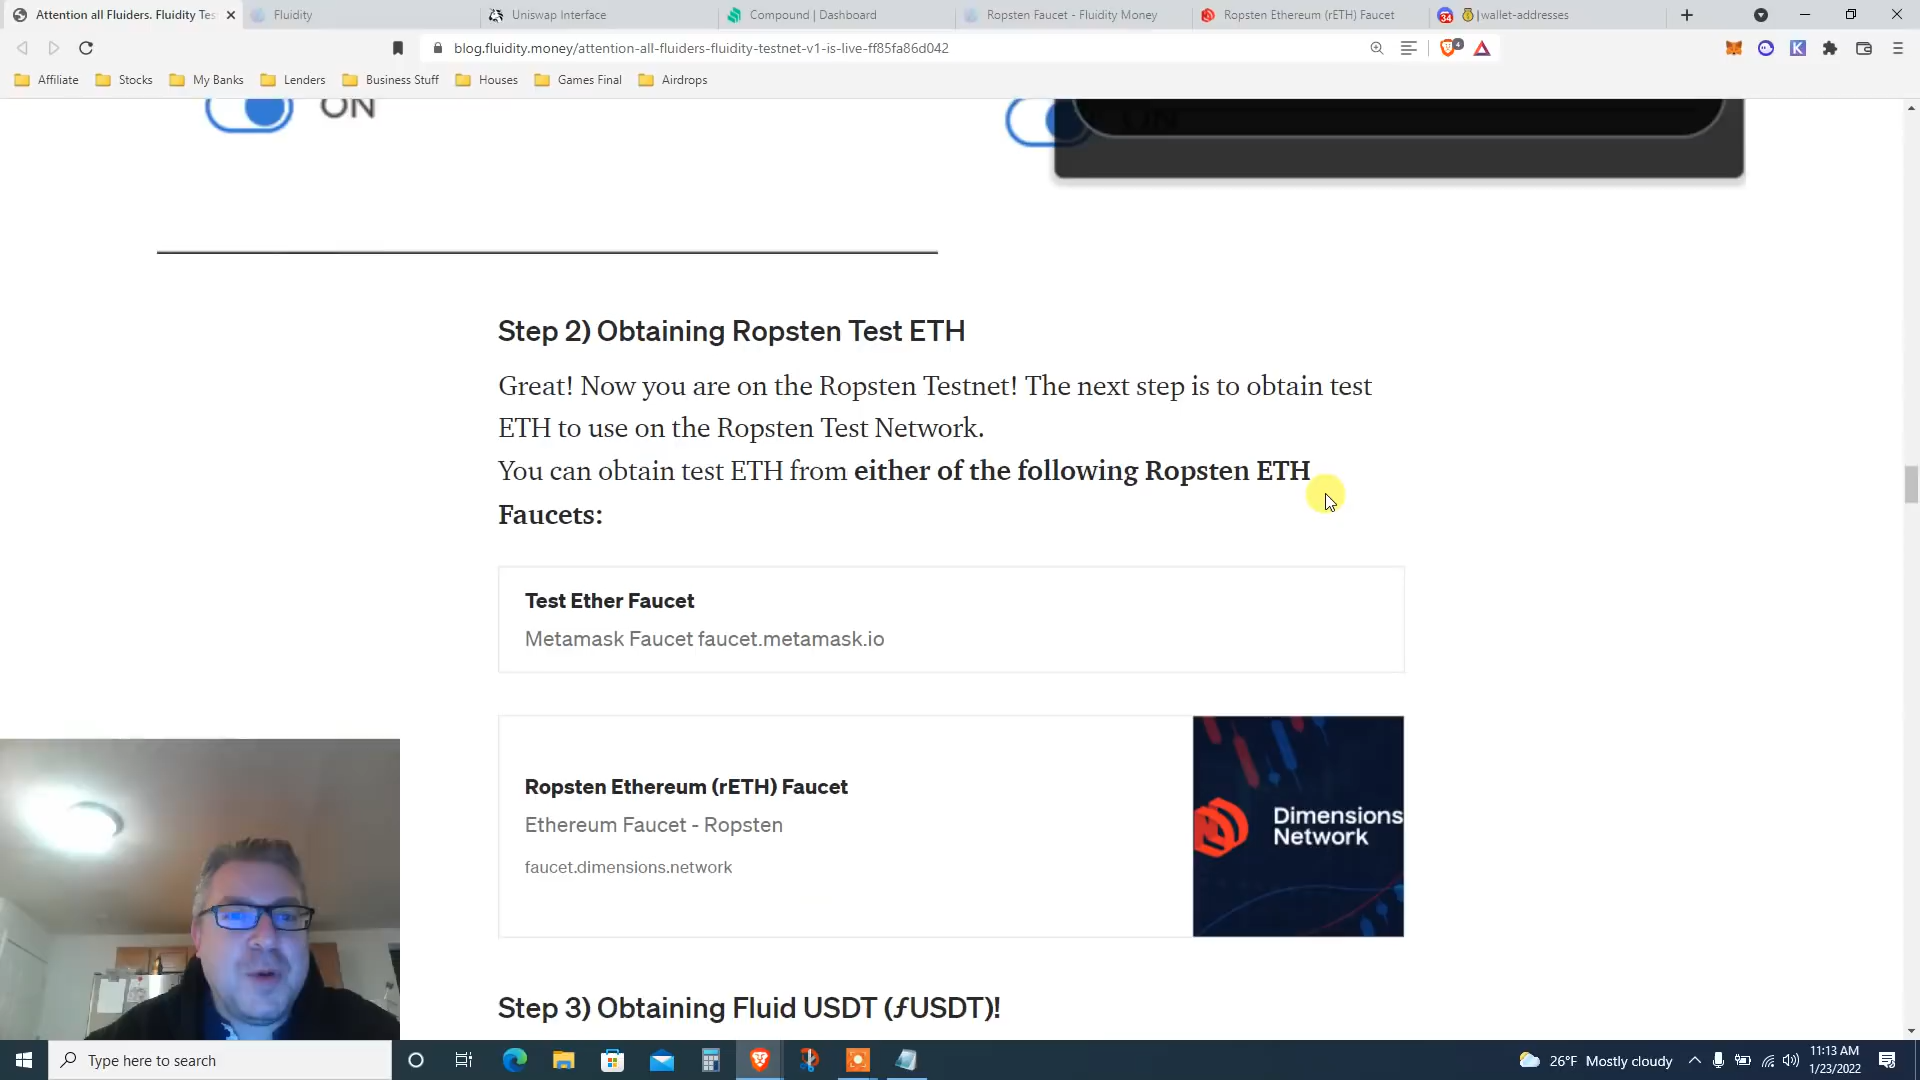 Attention all Fluiders. Fluidity Tes
Fluidity
Uniswap Interface
Compound | Dashboard
Ropsten Faucet - Fluidity Money
Ropsten Ethereum (rETH) Faucet
34
|wallet-addresses
blog.fluidity.money/attention-all-fluiders-fluidity-testnet-v1-is-live-ff85fa86d042
4
K
Affiliate
Stocks
My Banks
Lenders
Business Stuff
Houses
Games Final
Airdrops
ON
ON
Step 2) Obtaining Ropsten Test ETH
Great! Now you are on the Ropsten Testnet! The next step is to obtain test
ETH to use on the Ropsten Test Network.
You can obtain test ETH from either of the following Ropsten ETH
Faucets:
Test Ether Faucet
Metamask Faucet faucet.metamask.io
Ropsten Ethereum (rETH) Faucet
Ethereum Faucet - Ropsten
faucet.dimensions.network
Dimensions
Network
Step 3) Obtaining Fluid USDT (ƒUSDT)!
Type here to search
26°F Mostly cloudy
11:13 AM
1/23/2022